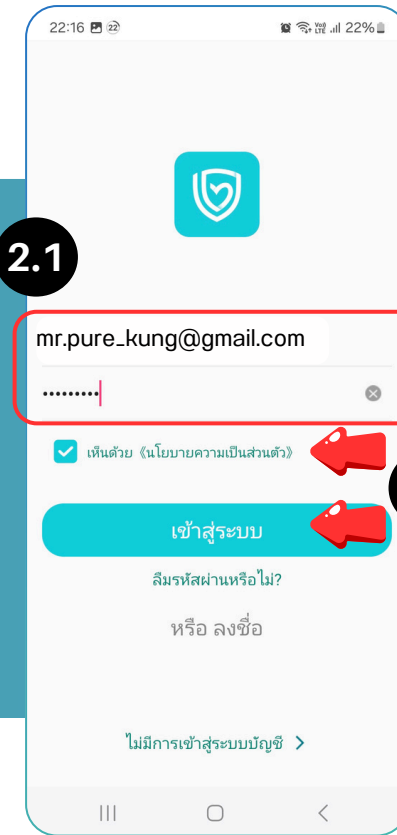 22:16 22 Vo) LTE 22%
2.1
mr.pure_kung@gmail.com
•••••••••
เห็นด้วย 《นโยบายความเป็นส่วนตัว》
เข้าสู่ระบบ
ลืมรหัสผ่านหรือไม่?
หรือ ลงชื่อ
ไม่มีการเข้าสู่ระบบบัญชี >